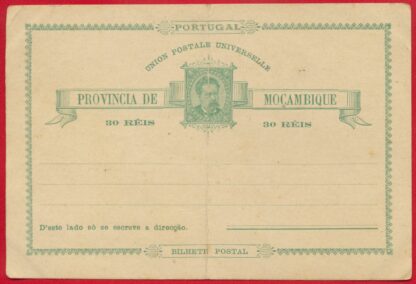 PORTUGAL
UNION POSTALE UNIVERSELLE
PROVINCIA DE MOÇAMBIQUE
30 RÉIS 30 RÉIS
D'este lado só se escreve a direcção.
BILHETE POSTAL